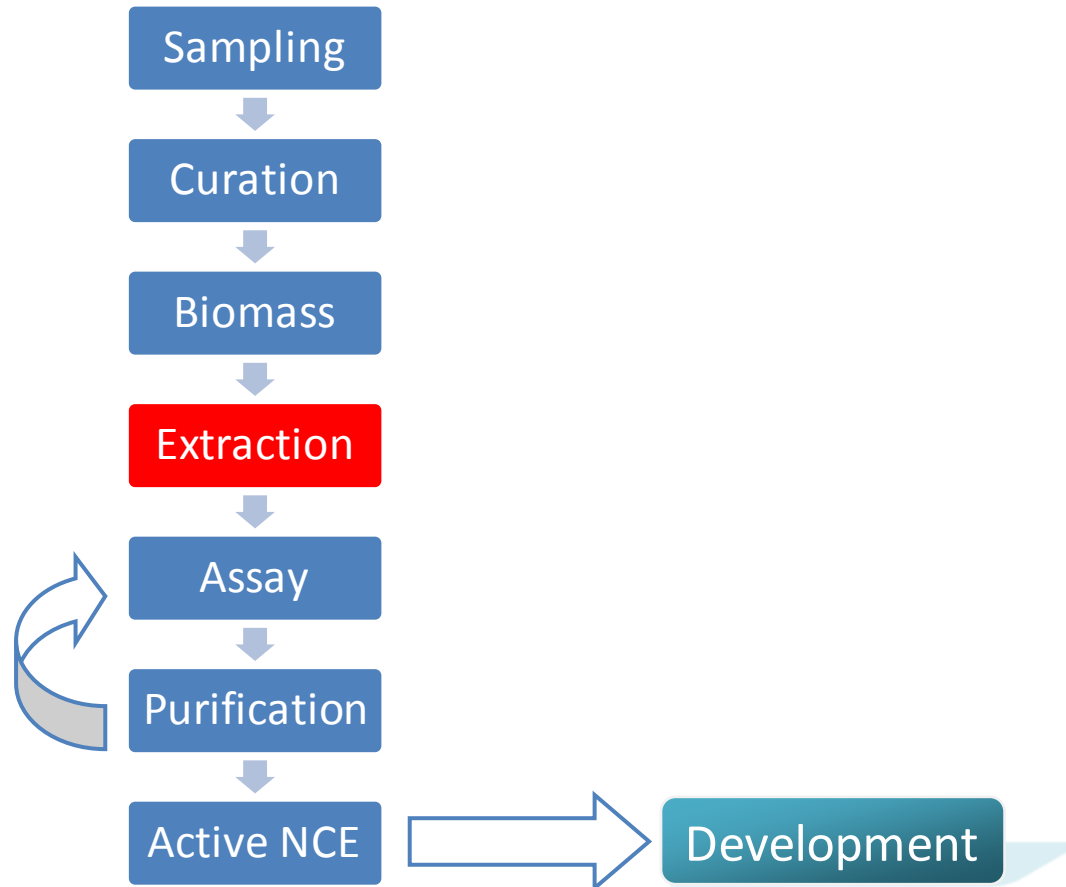 Sampling
Curation
Biomass
Extraction
Assay
Purification
Active NCE
Development